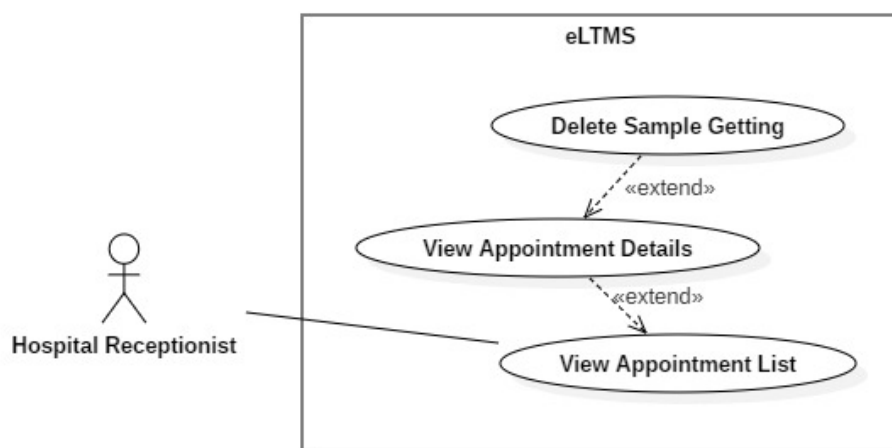 eLTMS
Delete Sample Getting
«extend»
View Appointment Details
«extend»
Hospital Receptionist
View Appointment List